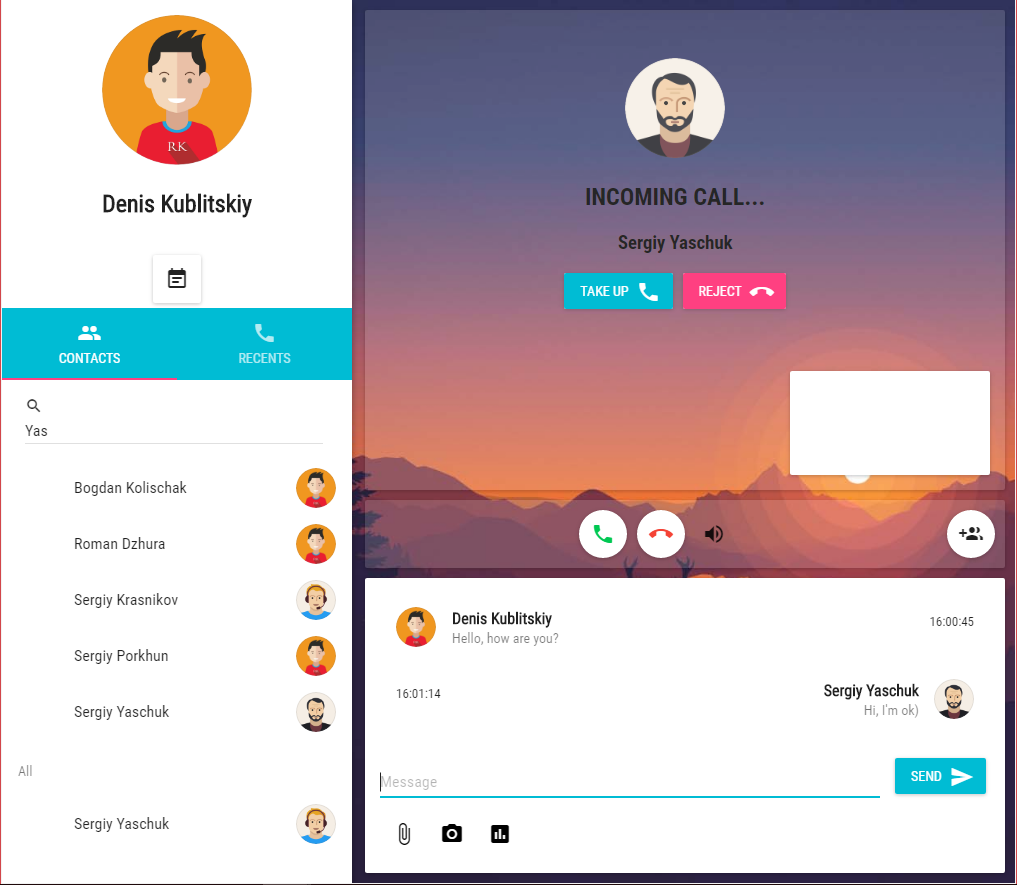 RK
Denis Kublitskiy
CONTACTS
RECENTS
Yas
Bogdan Kolischak
Roman Dzhura
Sergiy Krasnikov
Sergiy Porkhun
Sergiy Yaschuk
All
Sergiy Yaschuk
INCOMING CALL...
Sergiy Yaschuk
TAKE UP
REJECT
Denis Kublitskiy
16:00:45
Hello, how are you?
16:01:14
Sergiy Yaschuk
Hi, I'm ok)
Message
SEND